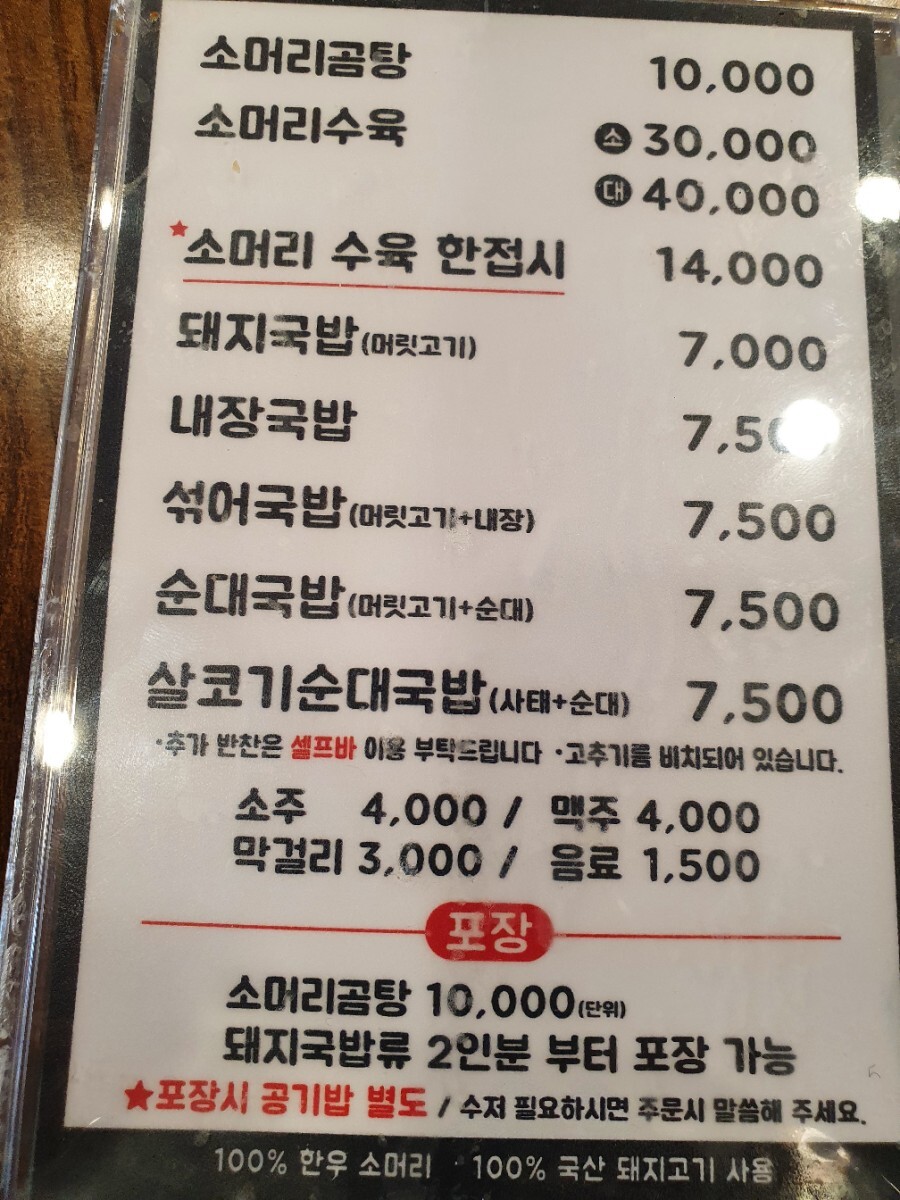 소머리곰탕 10,000
소머리수육 소 30,000
대 40,000
★소머리 수육 한접시 14,000
돼지국밥(머릿고기) 7,000
내장국밥
섞어국밥(머릿고기+내장) 7,500
순대국밥(머릿고기+순대) 7,500
살코기순대국밥(사태+순대) 7,500
·추가 반찬은 셀프바 이용 부탁드립니다 ·고추기름 비치되어 있습니다.
소주 4,000 / 맥주 4,000
막걸리 3,000 / 음료 1,500
포장
소머리곰탕 10,000(단위)
돼지국밥류 2인분 부터 포장 가능
★포장시 공기밥 별도 / 수저 필요하시면 주문시 말씀해 주세요.
100% 한우 소머리 · 100% 국산 돼지고기 사용